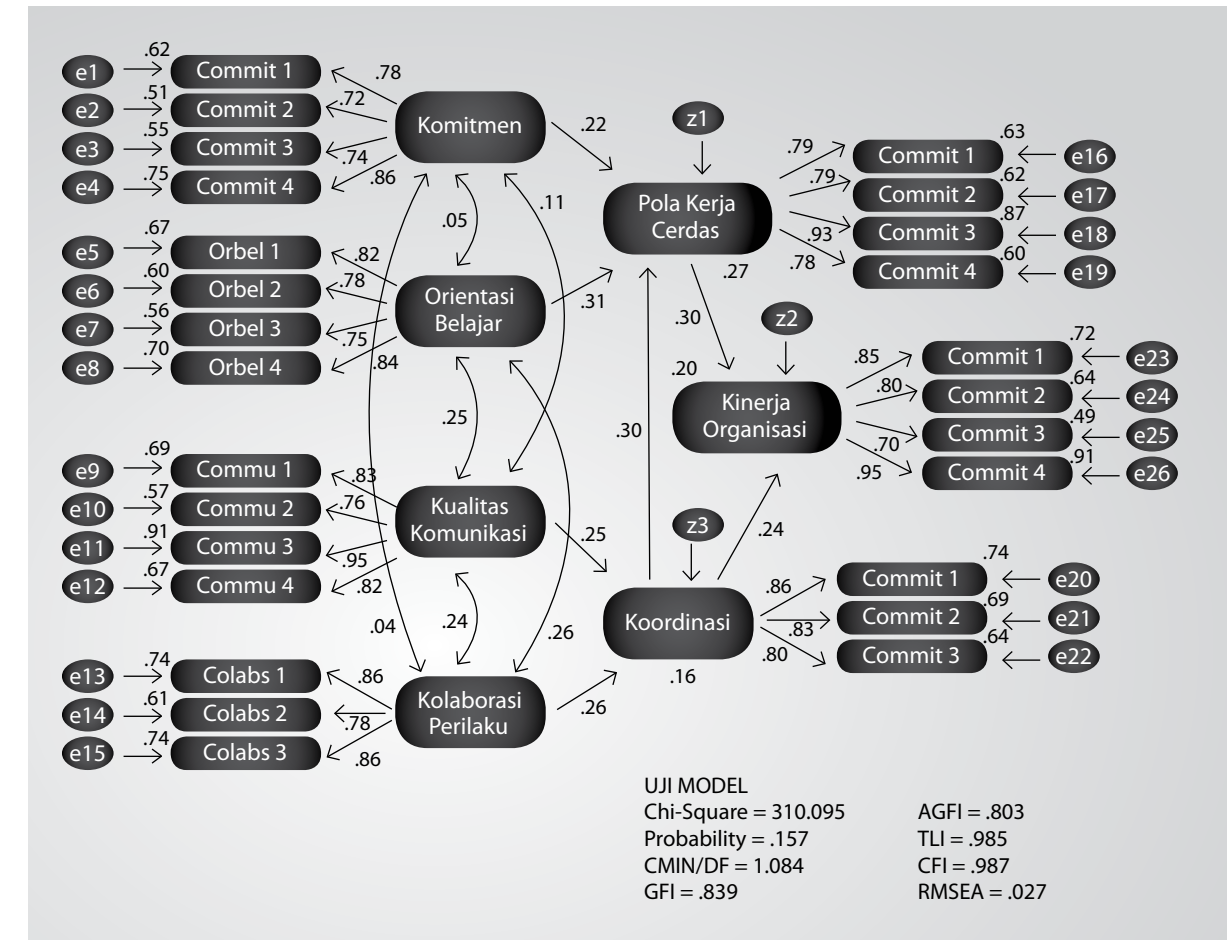 .62
e1
Commit 1
.78
.51
e2
Commit 2
.72
.55
e3
Commit 3
.74
.75
e4
Commit 4
.86
Komitmen
.22
.05
.11
.67
e5
Orbel 1
.82
.60
e6
Orbel 2
.78
.56
e7
Orbel 3
.75
.70
e8
Orbel 4
.84
Orientasi
Belajar
.31
.25
.69
e9
Commu 1
.83
.57
e10
Commu 2
.76
.91
e11
Commu 3
.95
.67
e12
Commu 4
.82
Kualitas
Komunikasi
.25
.04
.24
.26
.74
e13
Colabs 1
.86
.61
e14
Colabs 2
.78
.74
e15
Colabs 3
.86
Kolaborasi
Perilaku
.26
z1
Pola Kerja
Cerdas
.27
.79
Commit 1
.63
e16
.79
Commit 2
.62
e17
.93
Commit 3
.87
e18
.78
Commit 4
.60
e19
.30
.30
z2
.20
Kinerja
Organisasi
.85
Commit 1
.72
e23
.80
Commit 2
.64
e24
.70
Commit 3
.49
e25
.95
Commit 4
.91
e26
.24
z3
Koordinasi
.16
.86
Commit 1
.74
e20
.83
Commit 2
.69
e21
.80
Commit 3
.64
e22
UJI MODEL
Chi-Square = 310.095
Probability = .157
CMIN/DF = 1.084
GFI = .839
AGFI = .803
TLI = .985
CFI = .987
RMSEA = .027